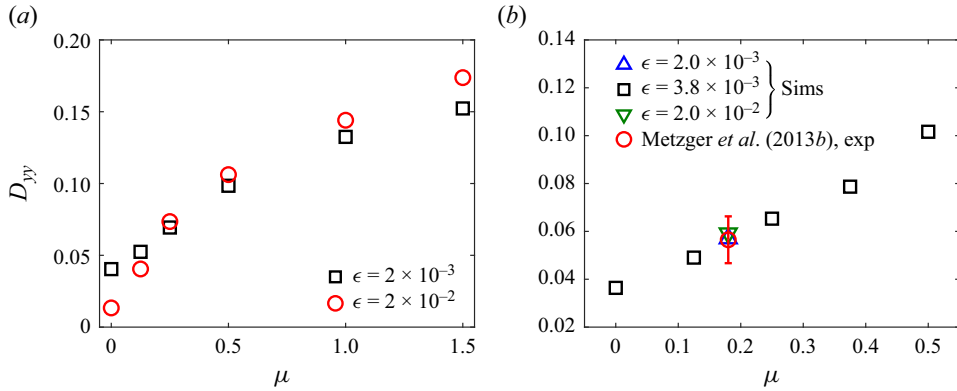 (a)
0.20
0.15
0.10
0.05
0
D_yy
0
0.5
1.0
1.5
μ
ϵ = 2 × 10⁻³
ϵ = 2 × 10⁻²
(b)
0.14
0.12
0.10
0.08
0.06
0.04
0.02
0
0.1
0.2
0.3
0.4
0.5
μ
ϵ = 2.0 × 10⁻³
ϵ = 3.8 × 10⁻³ Sims
ϵ = 2.0 × 10⁻²
Metzger et al. (2013b), exp